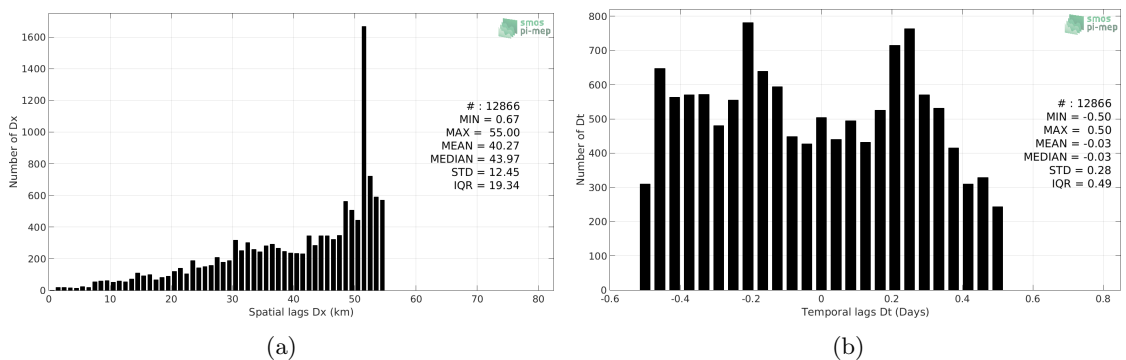 smos
pi-mep
1600
1400
1200
1000
800
600
400
200
0
Number of Dx
# : 12866
MIN = 0.67
MAX = 55.00
MEAN = 40.27
MEDIAN = 43.97
STD = 12.45
IQR = 19.34
0 10 20 30 40 50 60 70 80
Spatial lags Dx (km)
(a)
smos
pi-mep
800
700
600
500
400
300
200
100
0
Number of Dt
# : 12866
MIN = -0.50
MAX = 0.50
MEAN = -0.03
MEDIAN = -0.03
STD = 0.28
IQR = 0.49
-0.6 -0.4 -0.2 0 0.2 0.4 0.6 0.8
Temporal lags Dt (Days)
(b)